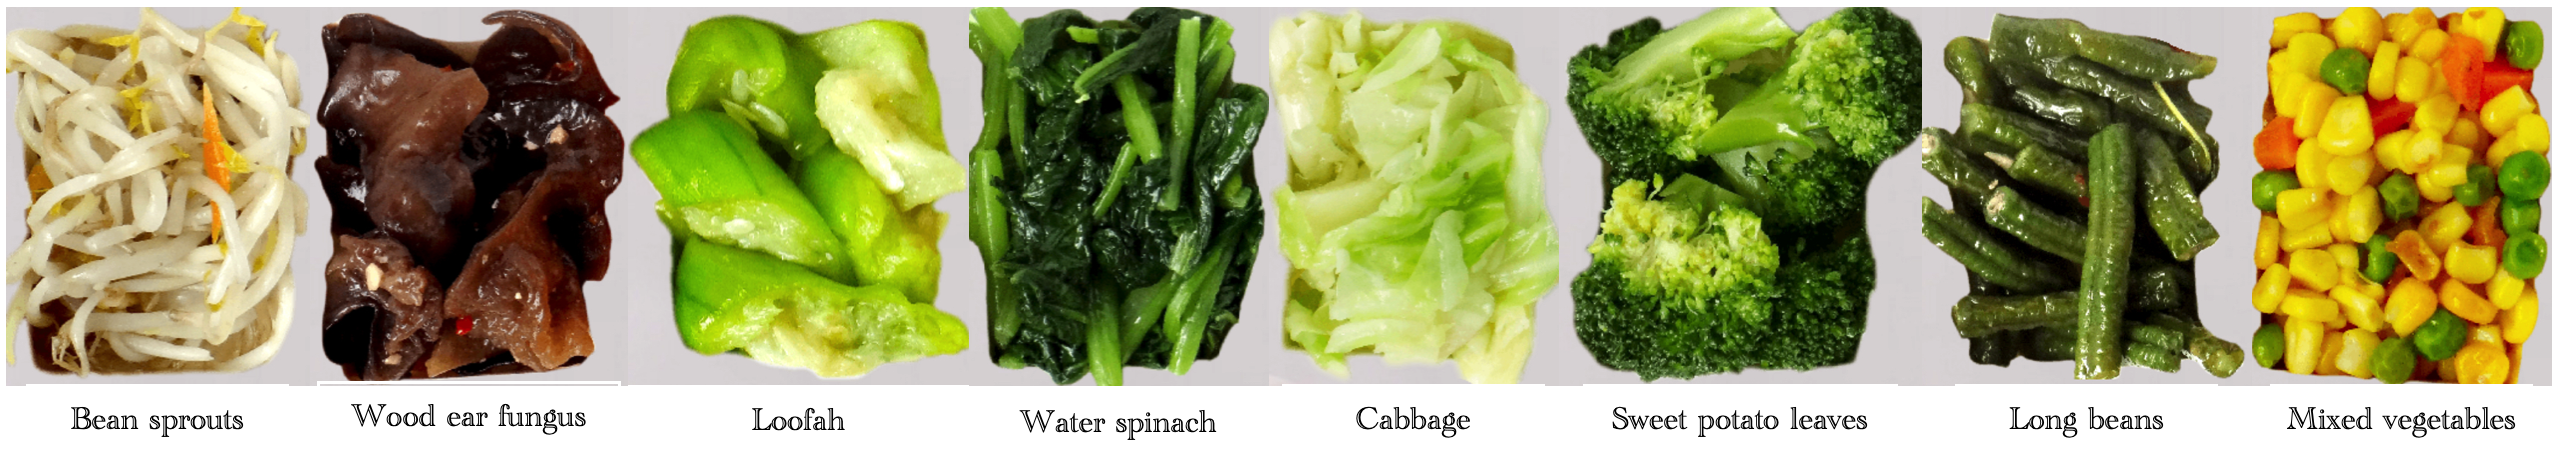 Bean sprouts
Wood ear fungus
Loofah
Water spinach
Cabbage
Sweet potato leaves
Long beans
Mixed vegetables